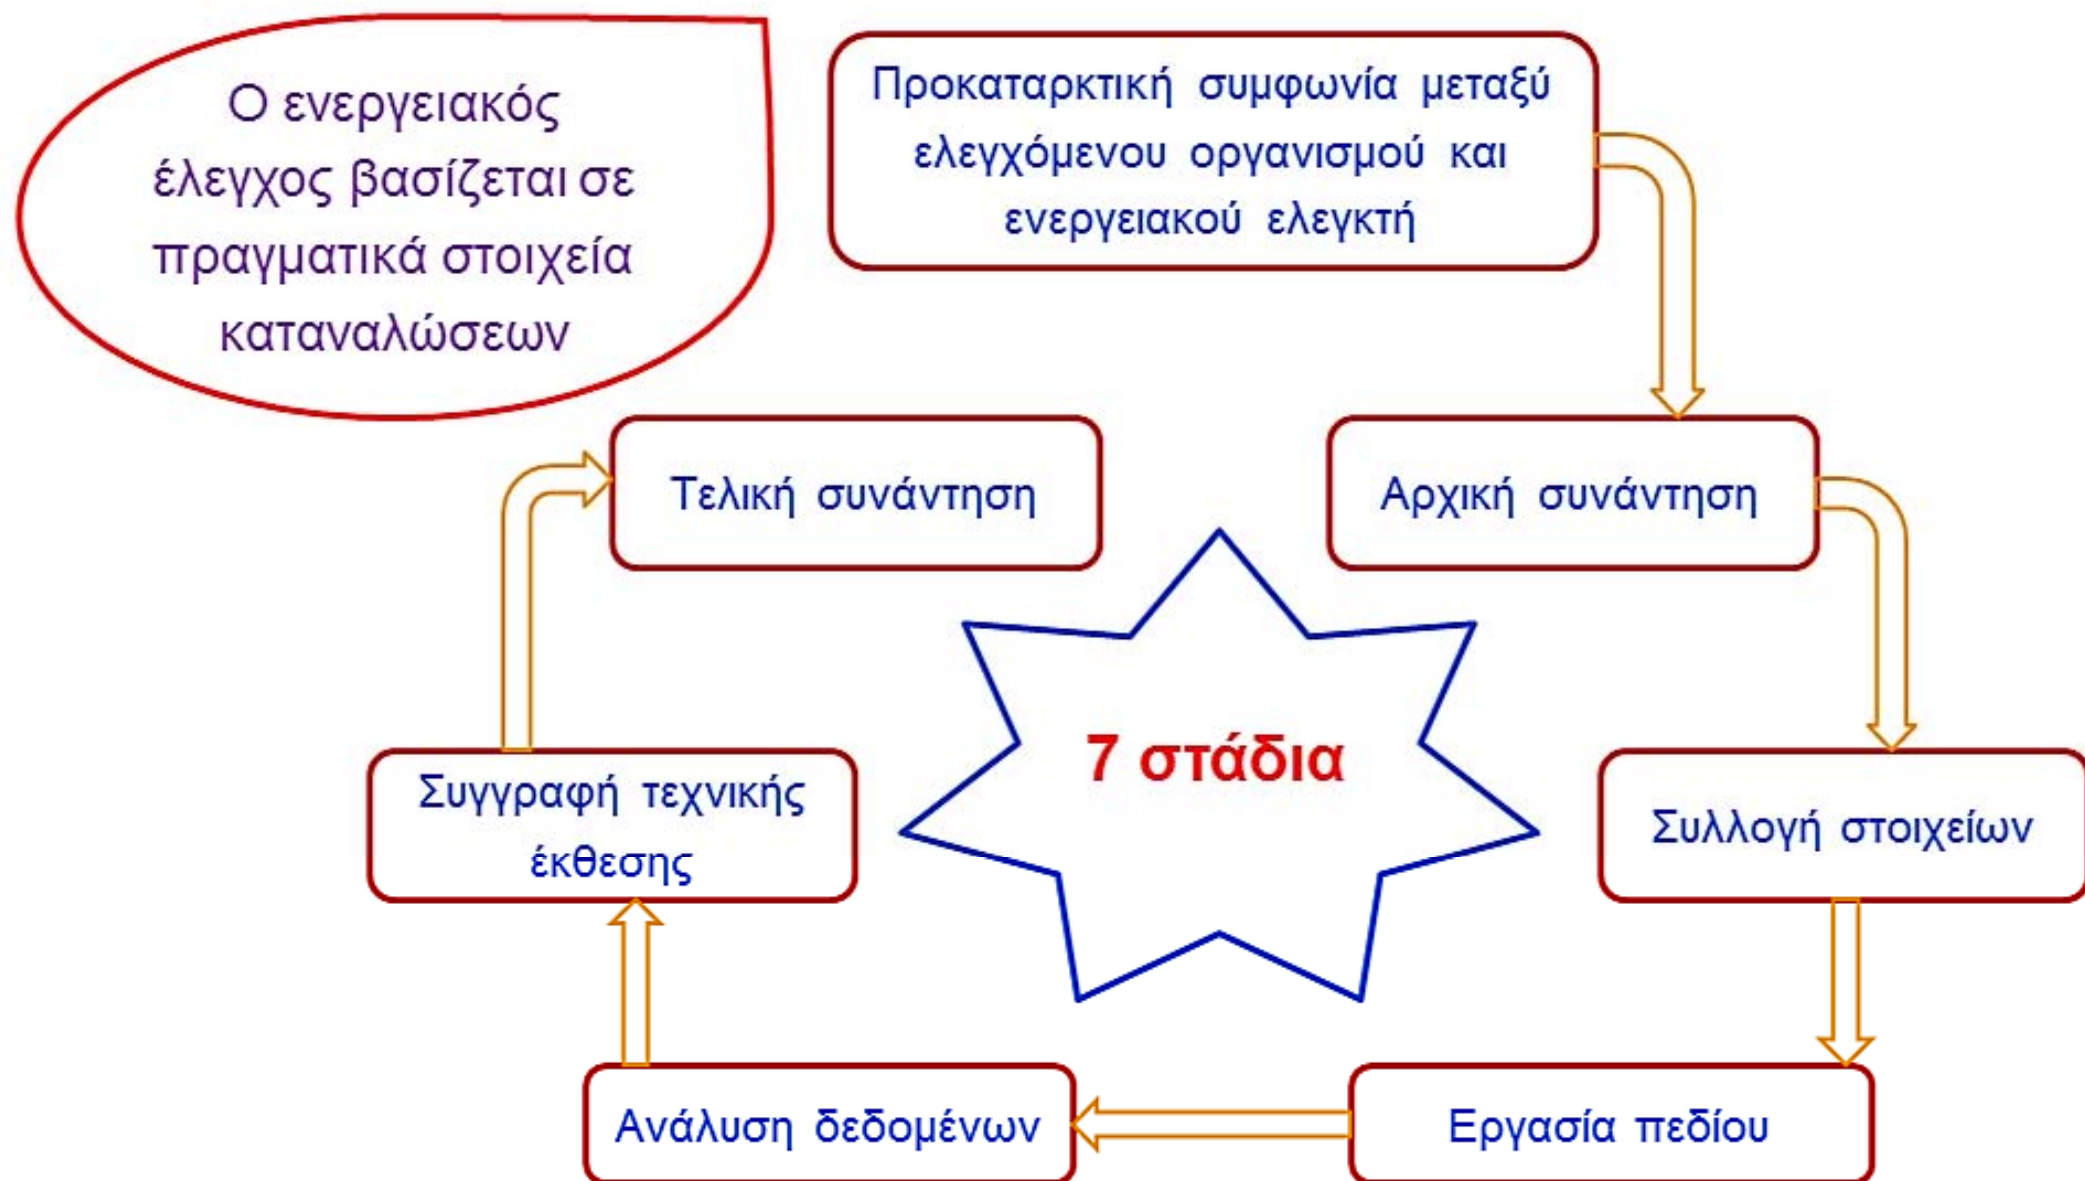 Ο ενεργειακός
έλεγχος βασίζεται σε
πραγματικά στοιχεία
καταναλώσεων
Προκαταρκτική συμφωνία μεταξύ
ελεγχόμενου οργανισμού και
ενεργειακού ελεγκτή
Αρχική συνάντηση
Συλλογή στοιχείων
Εργασία πεδίου
Ανάλυση δεδομένων
Συγγραφή τεχνικής
έκθεσης
Τελική συνάντηση
7 στάδια